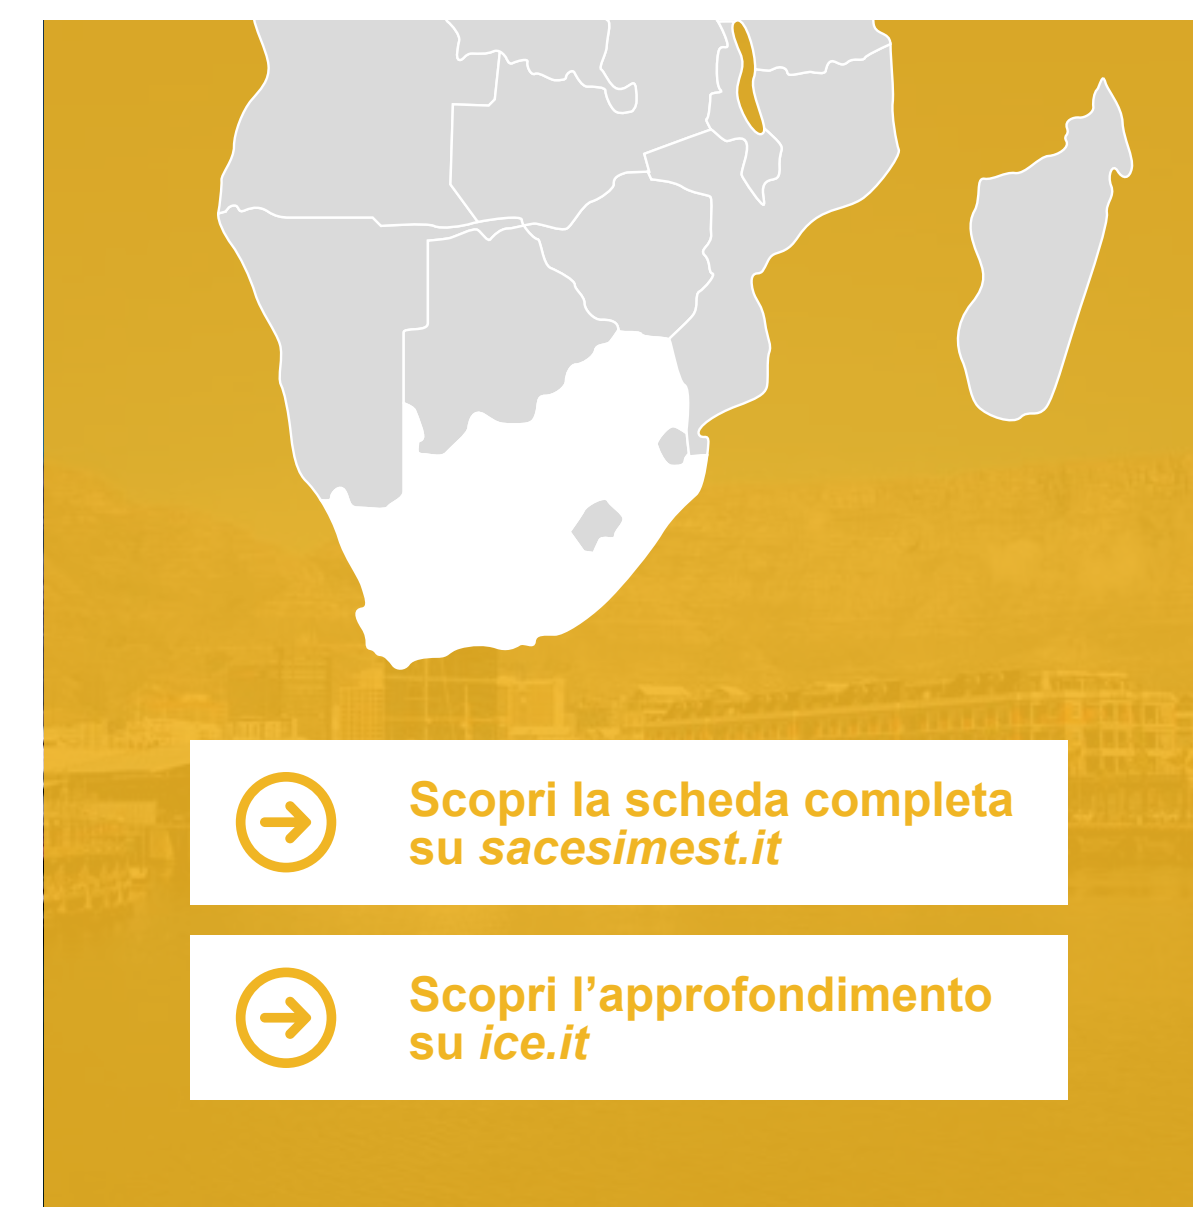 Scopri la scheda completa
su sacesimest.it
Scopri l’approfondimento
su ice.it